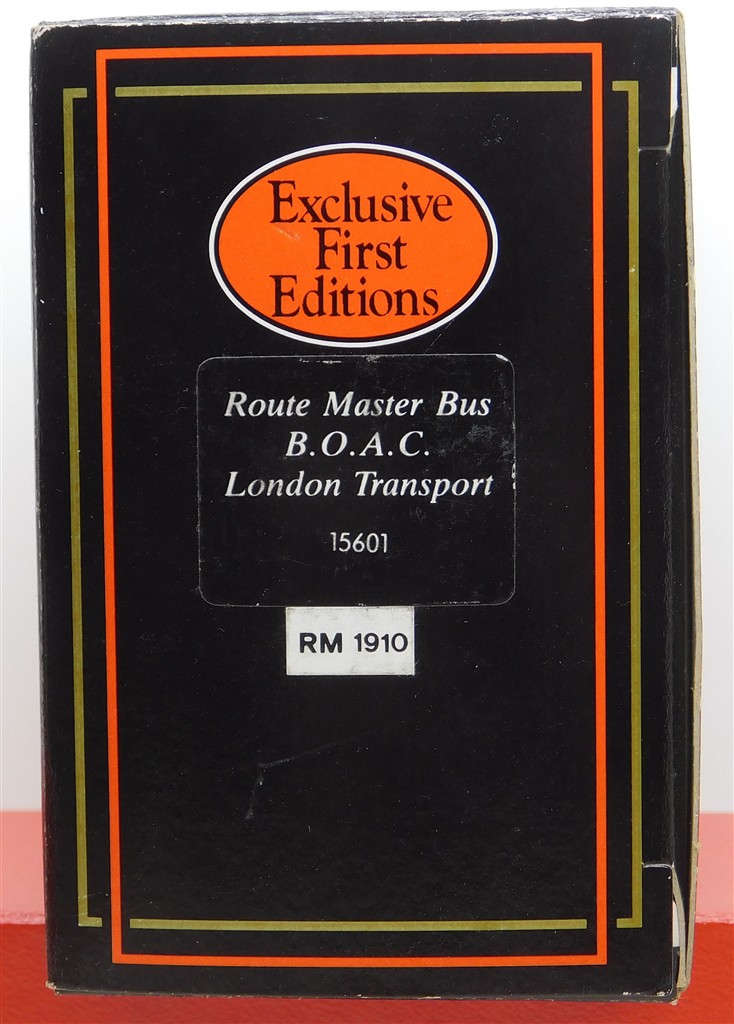 Exclusive
First
Editions
Route Master Bus
B.O.A.C.
London Transport
15601
RM 1910